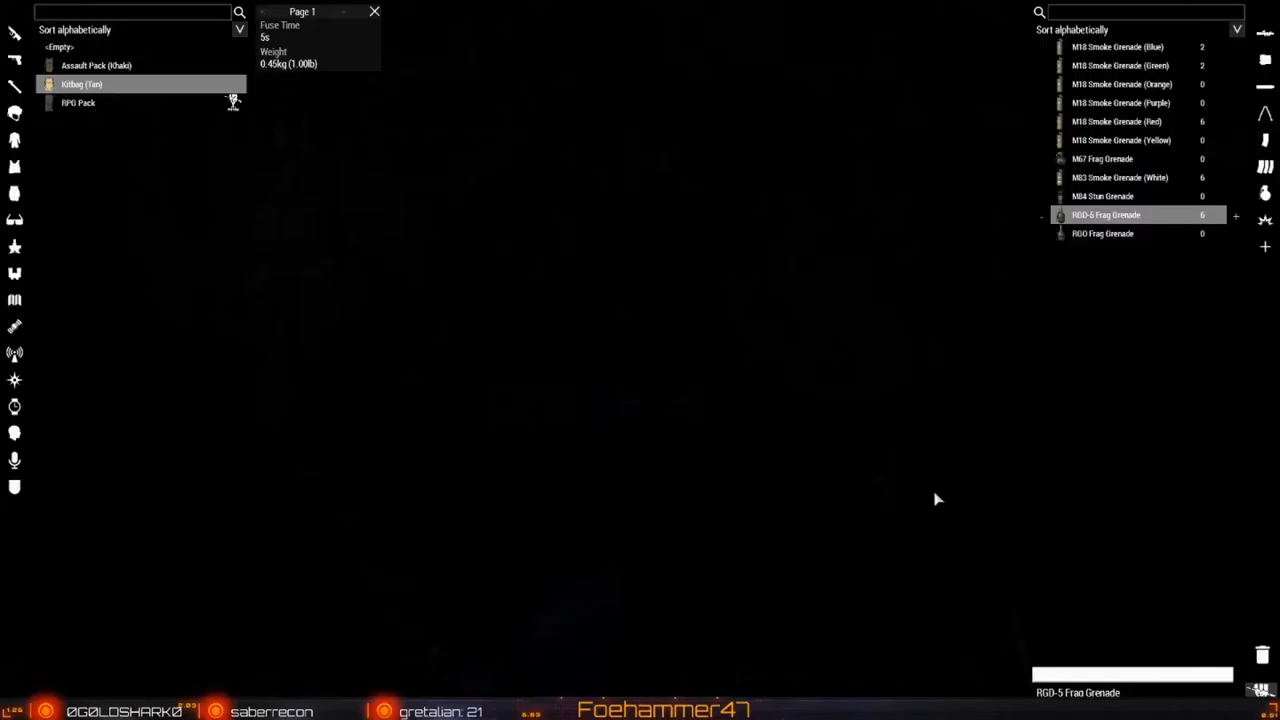 Sort alphabetically
<Empty>
Assault Pack (Khaki)
Kitbag (Tan)
RPG Pack
Page 1
Fuse Time
5s
Weight
0.45kg (1.00lb)
Sort alphabetically
M18 Smoke Grenade (Blue) 2
M18 Smoke Grenade (Green) 2
M18 Smoke Grenade (Orange) 0
M18 Smoke Grenade (Purple) 0
M18 Smoke Grenade (Red) 6
M18 Smoke Grenade (Yellow) 0
M67 Frag Grenade 0
M83 Smoke Grenade (White) 6
M84 Stun Grenade 0
- RGD-5 Frag Grenade 6 +
RGO Frag Grenade 0
RGD-5 Frag Grenade
0G0LDSHARK0 saberrecon gretalian: 21 Foehammer47